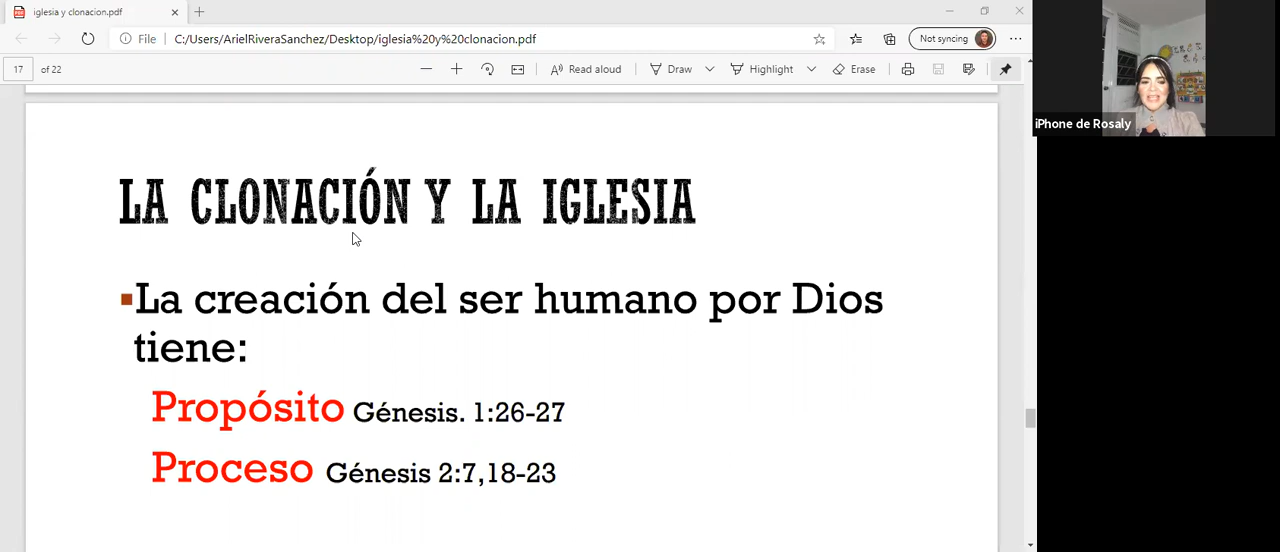 iglesia y clonacion.pdf
File C:/Users/ArielRiveraSanchez/Desktop/iglesia%20y%20clonacion.pdf Not syncing
17 of 22 Read aloud Draw Highlight Erase
iPhone de Rosaly
LA CLONACIÓN Y LA IGLESIA
La creación del ser humano por Dios
tiene:
Propósito Génesis. 1:26-27
Proceso Génesis 2:7,18-23